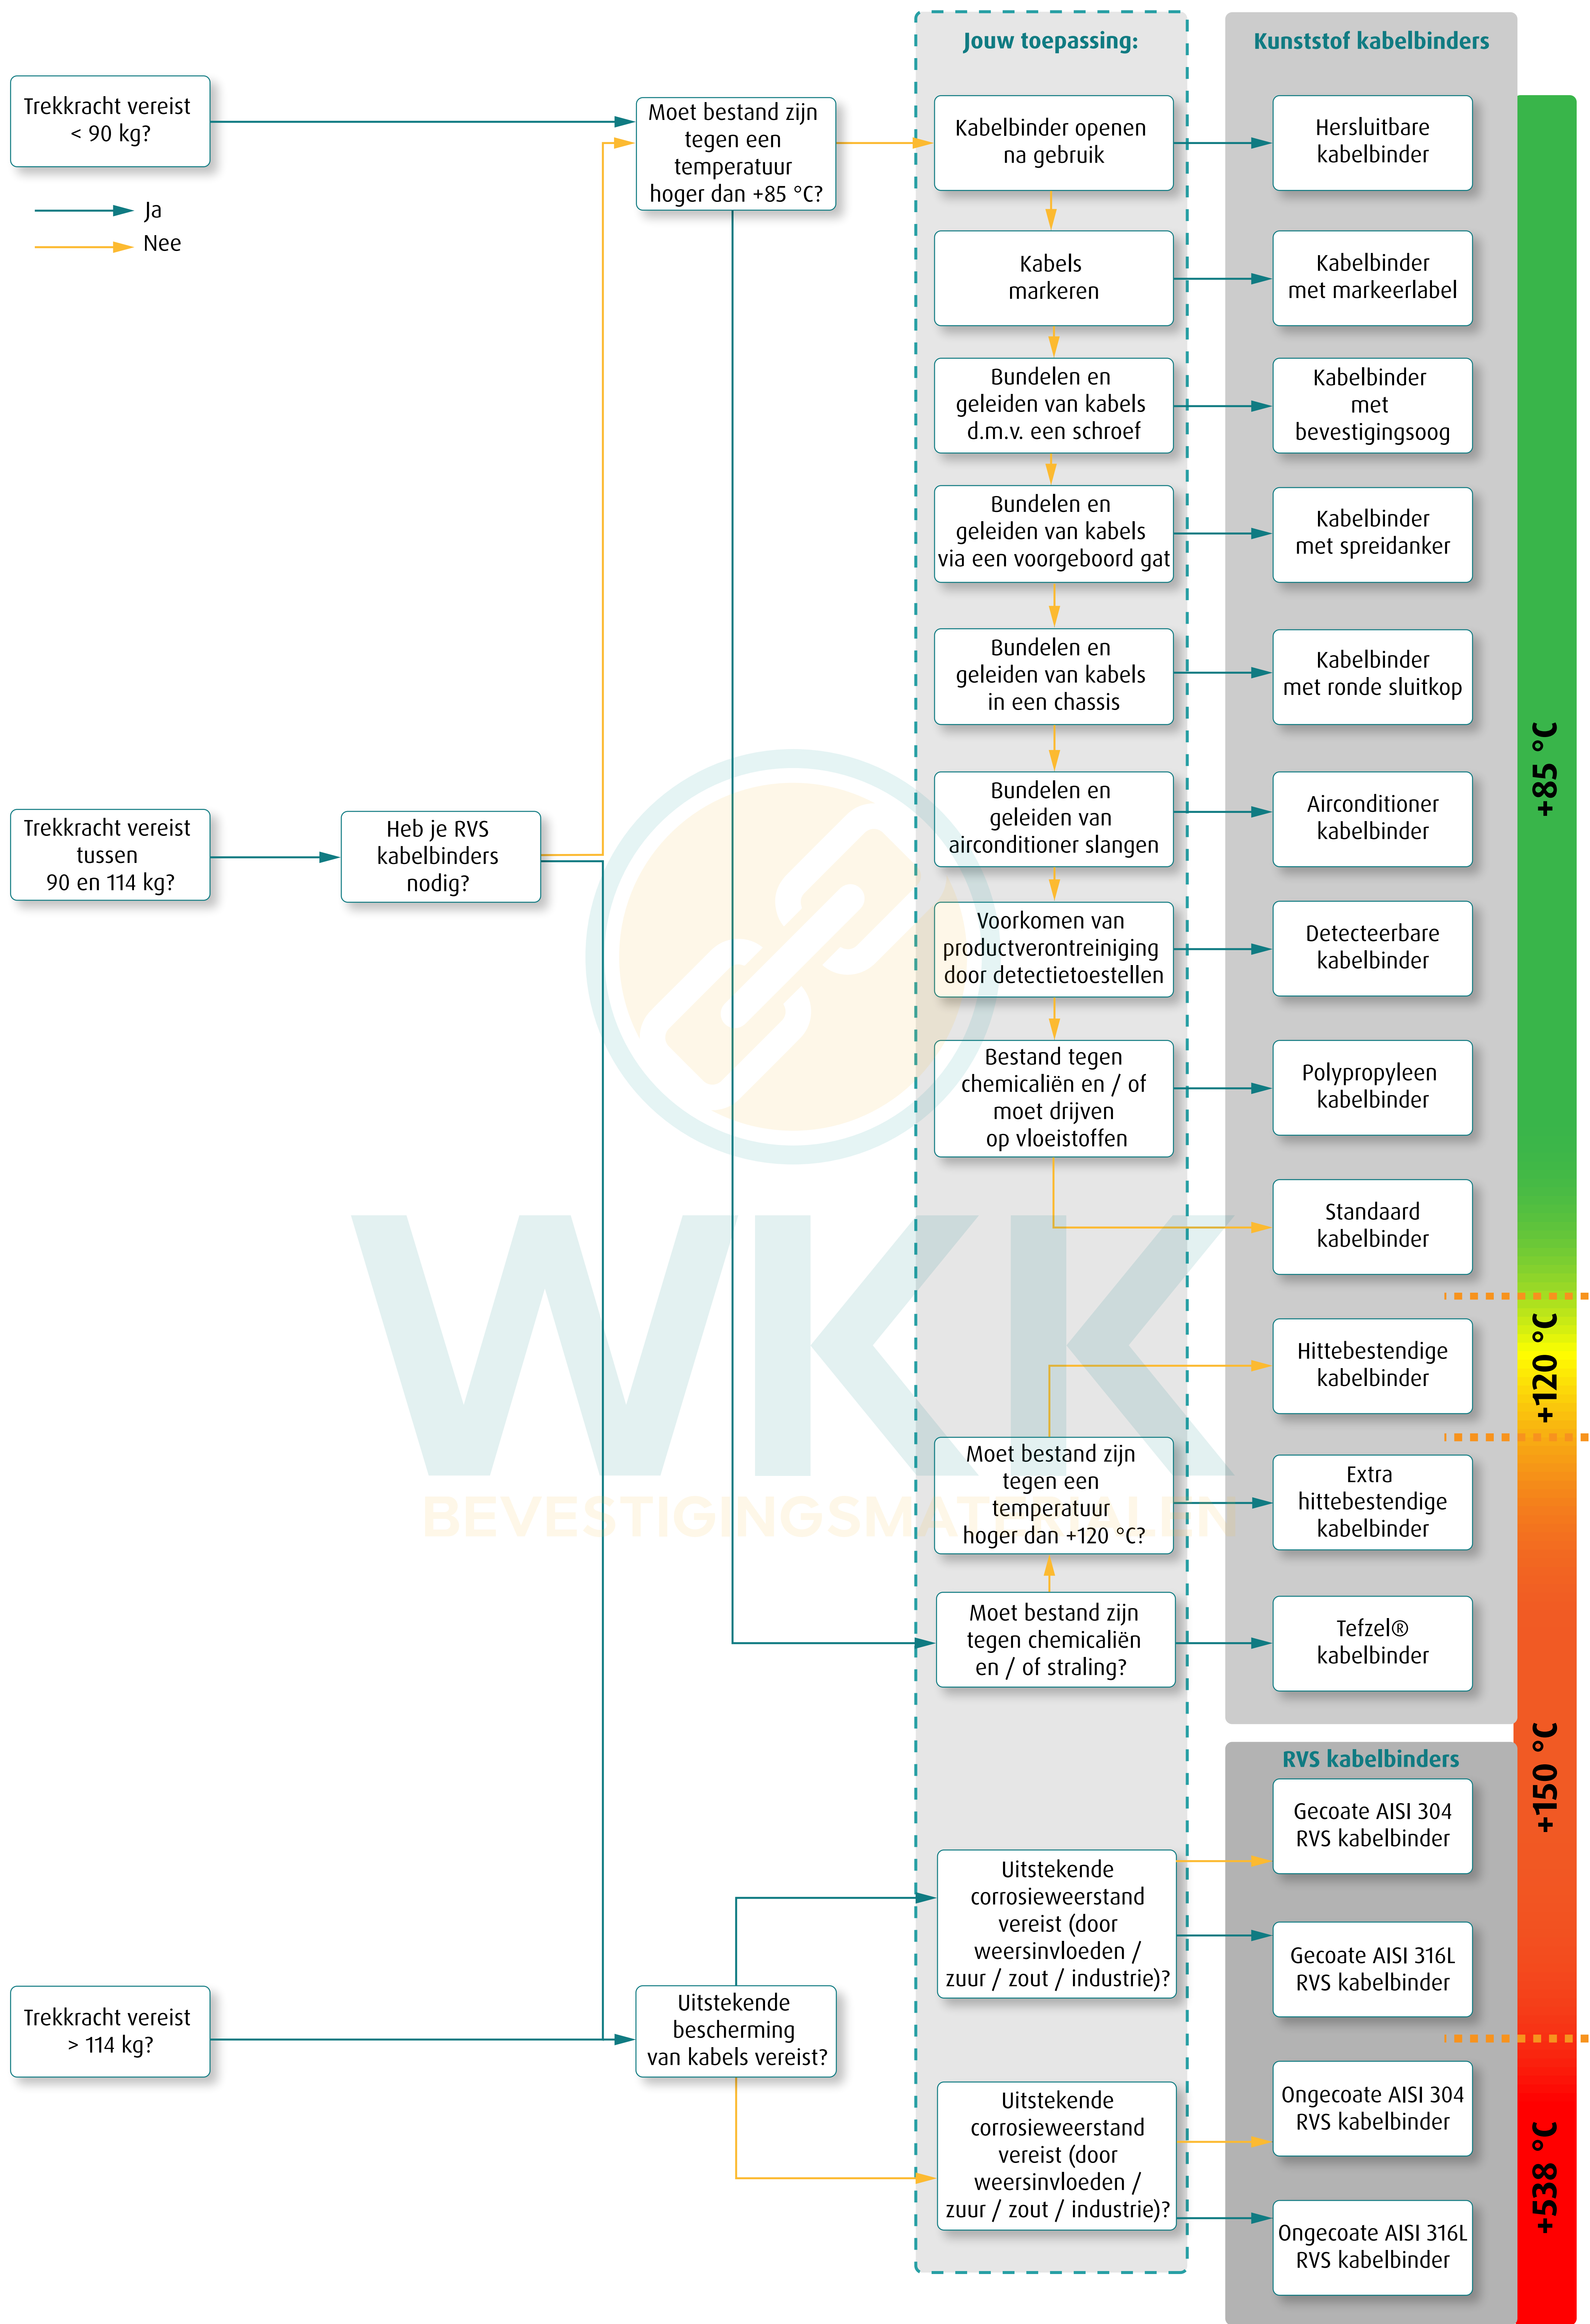 Jouw toepassing:
Kunststof kabelbinders
Trekkracht vereist
< 90 kg?
Ja
Nee
Moet bestand zijn
tegen een
temperatuur
hoger dan +85 °C?
Kabelbinder openen
na gebruik
Hersluitbare
kabelbinder
Kabels
markeren
Kabelbinder
met markeerlabel
Bundelen en
geleiden van kabels
d.m.v. een schroef
Kabelbinder
met
bevestigingsoog
Bundelen en
geleiden van kabels
via een voorgeboord gat
Kabelbinder
met spreidanker
Bundelen en
geleiden van kabels
in een chassis
Kabelbinder
met ronde sluitkop
+85 °C
Trekkracht vereist
tussen
90 en 114 kg?
Heb je RVS
kabelbinders
nodig?
Bundelen en
geleiden van
airconditioner slangen
Airconditioner
kabelbinder
Voorkomen van
productverontreiniging
door detectietoestellen
Detecteerbare
kabelbinder
Bestand tegen
chemicaliën en / of
moet drijven
op vloeistoffen
Polypropyleen
kabelbinder
Standaard
kabelbinder
WKK
BEVESTIGINGSMATERIALEN
Hittebestendige
kabelbinder
+120 °C
Moet bestand zijn
tegen een
temperatuur
hoger dan +120 °C?
Extra
hittebestendige
kabelbinder
Moet bestand zijn
tegen chemicaliën
en / of straling?
Tefzel®
kabelbinder
+150 °C
RVS kabelbinders
Gecoate AISI 304
RVS kabelbinder
Uitstekende
corrosieweerstand
vereist (door
weersinvloeden /
zuur / zout / industrie)?
Gecoate AISI 316L
RVS kabelbinder
Trekkracht vereist
> 114 kg?
Uitstekende
bescherming
van kabels vereist?
Uitstekende
corrosieweerstand
vereist (door
weersinvloeden /
zuur / zout / industrie)?
Ongecoate AISI 304
RVS kabelbinder
+538 °C
Ongecoate AISI 316L
RVS kabelbinder